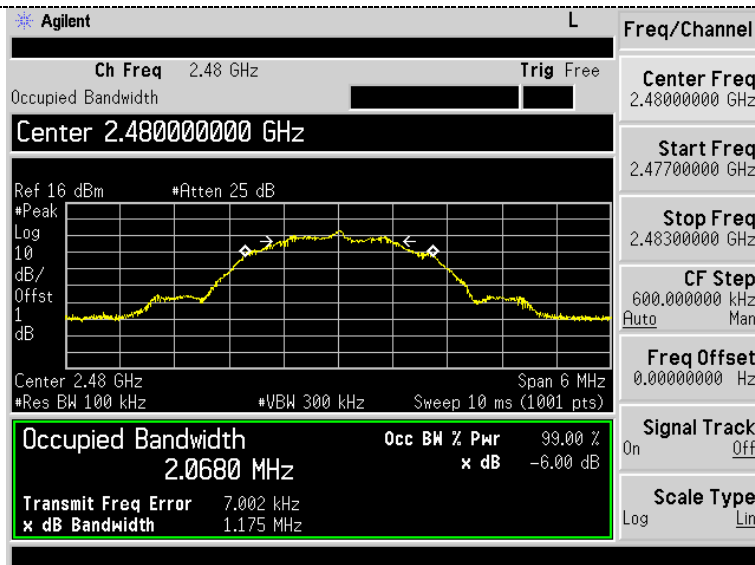 Agilent
L
Freq/Channel
Ch Freq 2.48 GHz Trig Free
Occupied Bandwidth
Center 2.480000000 GHz
Ref 16 dBm #Atten 25 dB
#Peak
Log
10
dB/
Offst
1
dB
Center 2.48 GHz Span 6 MHz
#Res BW 100 kHz #VBW 300 kHz Sweep 10 ms (1001 pts)
Occupied Bandwidth Occ BW % Pwr 99.00 %
2.0680 MHz x dB -6.00 dB
Transmit Freq Error 7.002 kHz
x dB Bandwidth 1.175 MHz
Center Freq
2.48000000 GHz
Start Freq
2.47700000 GHz
Stop Freq
2.48300000 GHz
CF Step
600.000000 kHz
Auto Man
Freq Offset
0.00000000 Hz
Signal Track
On Off
Scale Type
Log Lin